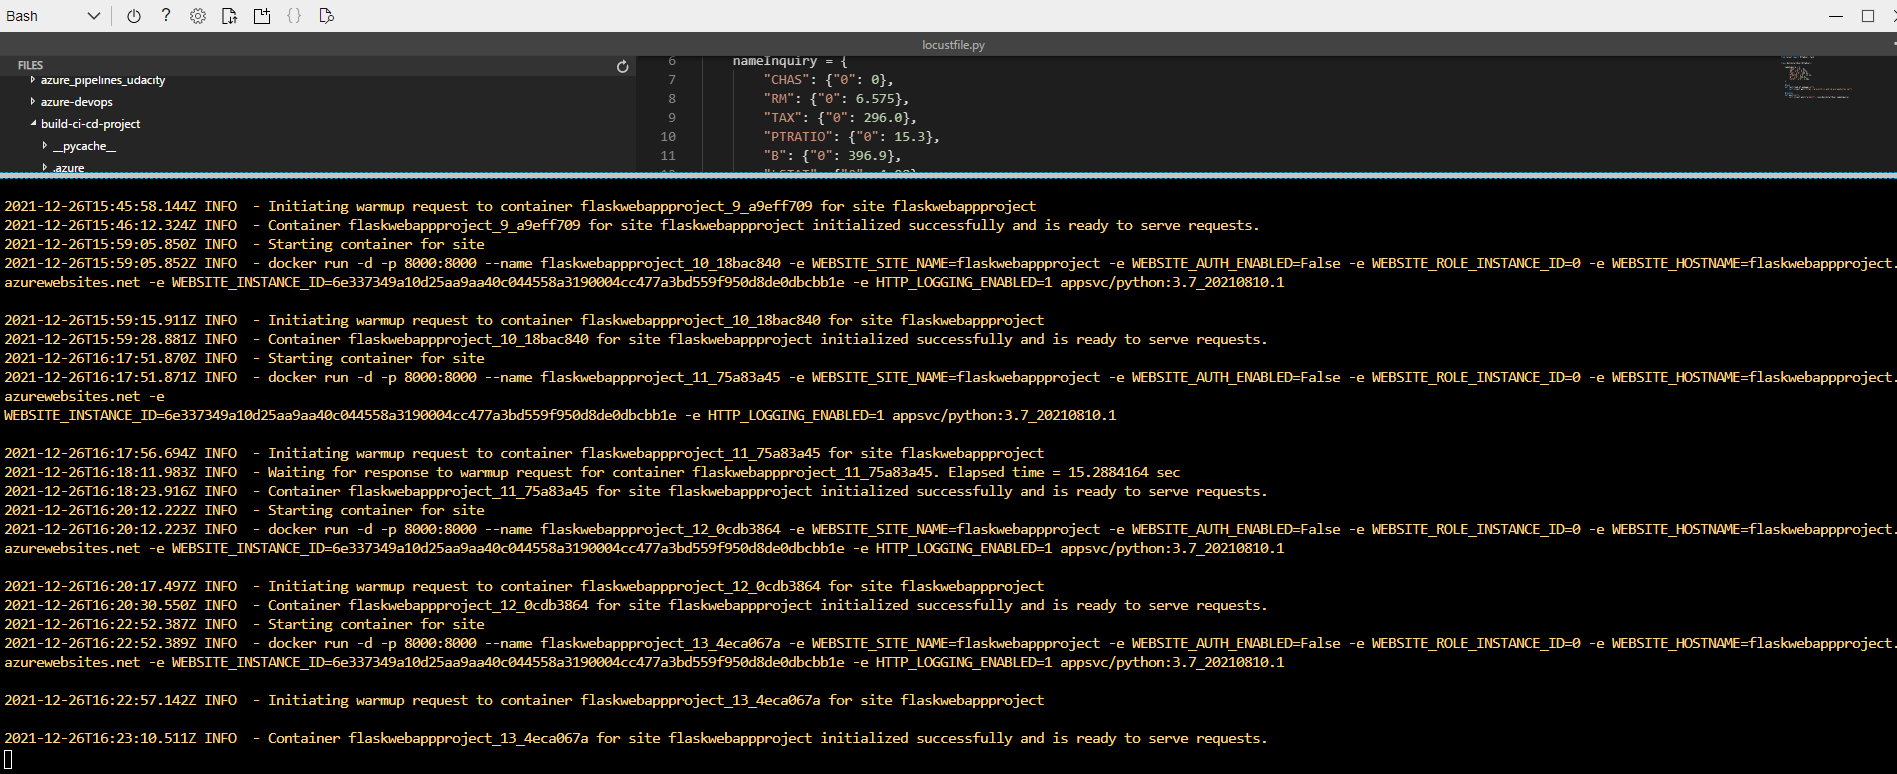 Bash
locustfile.py
FILES
azure_pipelines_udacity
azure-devops
build-ci-cd-project
__pycache__
.azure
6 nameInquiry = {
7 "CHAS": {"0": 0},
8 "RM": {"0": 6.575},
9 "TAX": {"0": 296.0},
10 "PTRATIO": {"0": 15.3},
11 "B": {"0": 396.9},
2021-12-26T15:45:58.144Z INFO  - Initiating warmup request to container flaskwebappproject_9_a9eff709 for site flaskwebappproject
2021-12-26T15:46:12.324Z INFO  - Container flaskwebappproject_9_a9eff709 for site flaskwebappproject initialized successfully and is ready to serve requests.
2021-12-26T15:59:05.850Z INFO  - Starting container for site
2021-12-26T15:59:05.852Z INFO  - docker run -d -p 8000:8000 --name flaskwebappproject_10_18bac840 -e WEBSITE_SITE_NAME=flaskwebappproject -e WEBSITE_AUTH_ENABLED=False -e WEBSITE_ROLE_INSTANCE_ID=0 -e WEBSITE_HOSTNAME=flaskwebappproject.
azurewebsites.net -e WEBSITE_INSTANCE_ID=6e337349a10d25aa9aa40c044558a3190004cc477a3bd559f950d8de0dbcbb1e -e HTTP_LOGGING_ENABLED=1 appsvc/python:3.7_20210810.1
2021-12-26T15:59:15.911Z INFO  - Initiating warmup request to container flaskwebappproject_10_18bac840 for site flaskwebappproject
2021-12-26T15:59:28.881Z INFO  - Container flaskwebappproject_10_18bac840 for site flaskwebappproject initialized successfully and is ready to serve requests.
2021-12-26T16:17:51.870Z INFO  - Starting container for site
2021-12-26T16:17:51.871Z INFO  - docker run -d -p 8000:8000 --name flaskwebappproject_11_75a83a45 -e WEBSITE_SITE_NAME=flaskwebappproject -e WEBSITE_AUTH_ENABLED=False -e WEBSITE_ROLE_INSTANCE_ID=0 -e WEBSITE_HOSTNAME=flaskwebappproject.
azurewebsites.net -e
WEBSITE_INSTANCE_ID=6e337349a10d25aa9aa40c044558a3190004cc477a3bd559f950d8de0dbcbb1e -e HTTP_LOGGING_ENABLED=1 appsvc/python:3.7_20210810.1
2021-12-26T16:17:56.694Z INFO  - Initiating warmup request to container flaskwebappproject_11_75a83a45 for site flaskwebappproject
2021-12-26T16:18:11.983Z INFO  - Waiting for response to warmup request for container flaskwebappproject_11_75a83a45. Elapsed time = 15.2884164 sec
2021-12-26T16:18:23.916Z INFO  - Container flaskwebappproject_11_75a83a45 for site flaskwebappproject initialized successfully and is ready to serve requests.
2021-12-26T16:20:12.222Z INFO  - Starting container for site
2021-12-26T16:20:12.223Z INFO  - docker run -d -p 8000:8000 --name flaskwebappproject_12_0cdb3864 -e WEBSITE_SITE_NAME=flaskwebappproject -e WEBSITE_AUTH_ENABLED=False -e WEBSITE_ROLE_INSTANCE_ID=0 -e WEBSITE_HOSTNAME=flaskwebappproject.
azurewebsites.net -e WEBSITE_INSTANCE_ID=6e337349a10d25aa9aa40c044558a3190004cc477a3bd559f950d8de0dbcbb1e -e HTTP_LOGGING_ENABLED=1 appsvc/python:3.7_20210810.1
2021-12-26T16:20:17.497Z INFO  - Initiating warmup request to container flaskwebappproject_12_0cdb3864 for site flaskwebappproject
2021-12-26T16:20:30.550Z INFO  - Container flaskwebappproject_12_0cdb3864 for site flaskwebappproject initialized successfully and is ready to serve requests.
2021-12-26T16:22:52.387Z INFO  - Starting container for site
2021-12-26T16:22:52.389Z INFO  - docker run -d -p 8000:8000 --name flaskwebappproject_13_4eca067a -e WEBSITE_SITE_NAME=flaskwebappproject -e WEBSITE_AUTH_ENABLED=False -e WEBSITE_ROLE_INSTANCE_ID=0 -e WEBSITE_HOSTNAME=flaskwebappproject.
azurewebsites.net -e WEBSITE_INSTANCE_ID=6e337349a10d25aa9aa40c044558a3190004cc477a3bd559f950d8de0dbcbb1e -e HTTP_LOGGING_ENABLED=1 appsvc/python:3.7_20210810.1
2021-12-26T16:22:57.142Z INFO  - Initiating warmup request to container flaskwebappproject_13_4eca067a for site flaskwebappproject
2021-12-26T16:23:10.511Z INFO  - Container flaskwebappproject_13_4eca067a for site flaskwebappproject initialized successfully and is ready to serve requests.